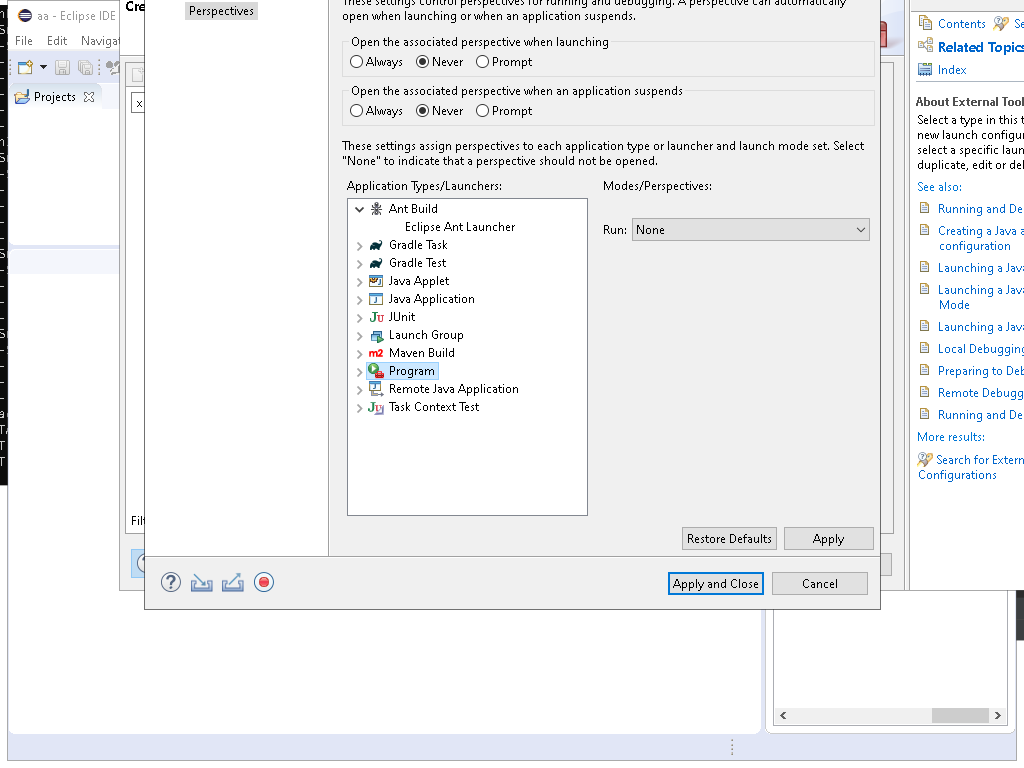 aa - Eclipse IDE
File Edit Navigat
Projects
Cre
x
Filt
Perspectives
These settings control perspectives for running and debugging. A perspective can automatically
open when launching or when an application suspends.
Open the associated perspective when launching
Always Never Prompt
Open the associated perspective when an application suspends
Always Never Prompt
These settings assign perspectives to each application type or launcher and launch mode set. Select
"None" to indicate that a perspective should not be opened.
Application Types/Launchers:
Modes/Perspectives:
Ant Build
Eclipse Ant Launcher
Gradle Task
Gradle Test
Java Applet
Java Application
JUnit
Launch Group
Maven Build
Program
Remote Java Application
Task Context Test
Run: None
Restore Defaults Apply
Apply and Close Cancel
Contents Se
Related Topics
Index
About External Tool
Select a type in this t
new launch configur
select a specific laun
duplicate, edit or del
See also:
Running and De
Creating a Java a
configuration
Launching a Java
Launching a Java
Mode
Launching a Java
Local Debugging
Preparing to Deb
Remote Debugg
Running and De
More results:
Search for Extern
Configurations